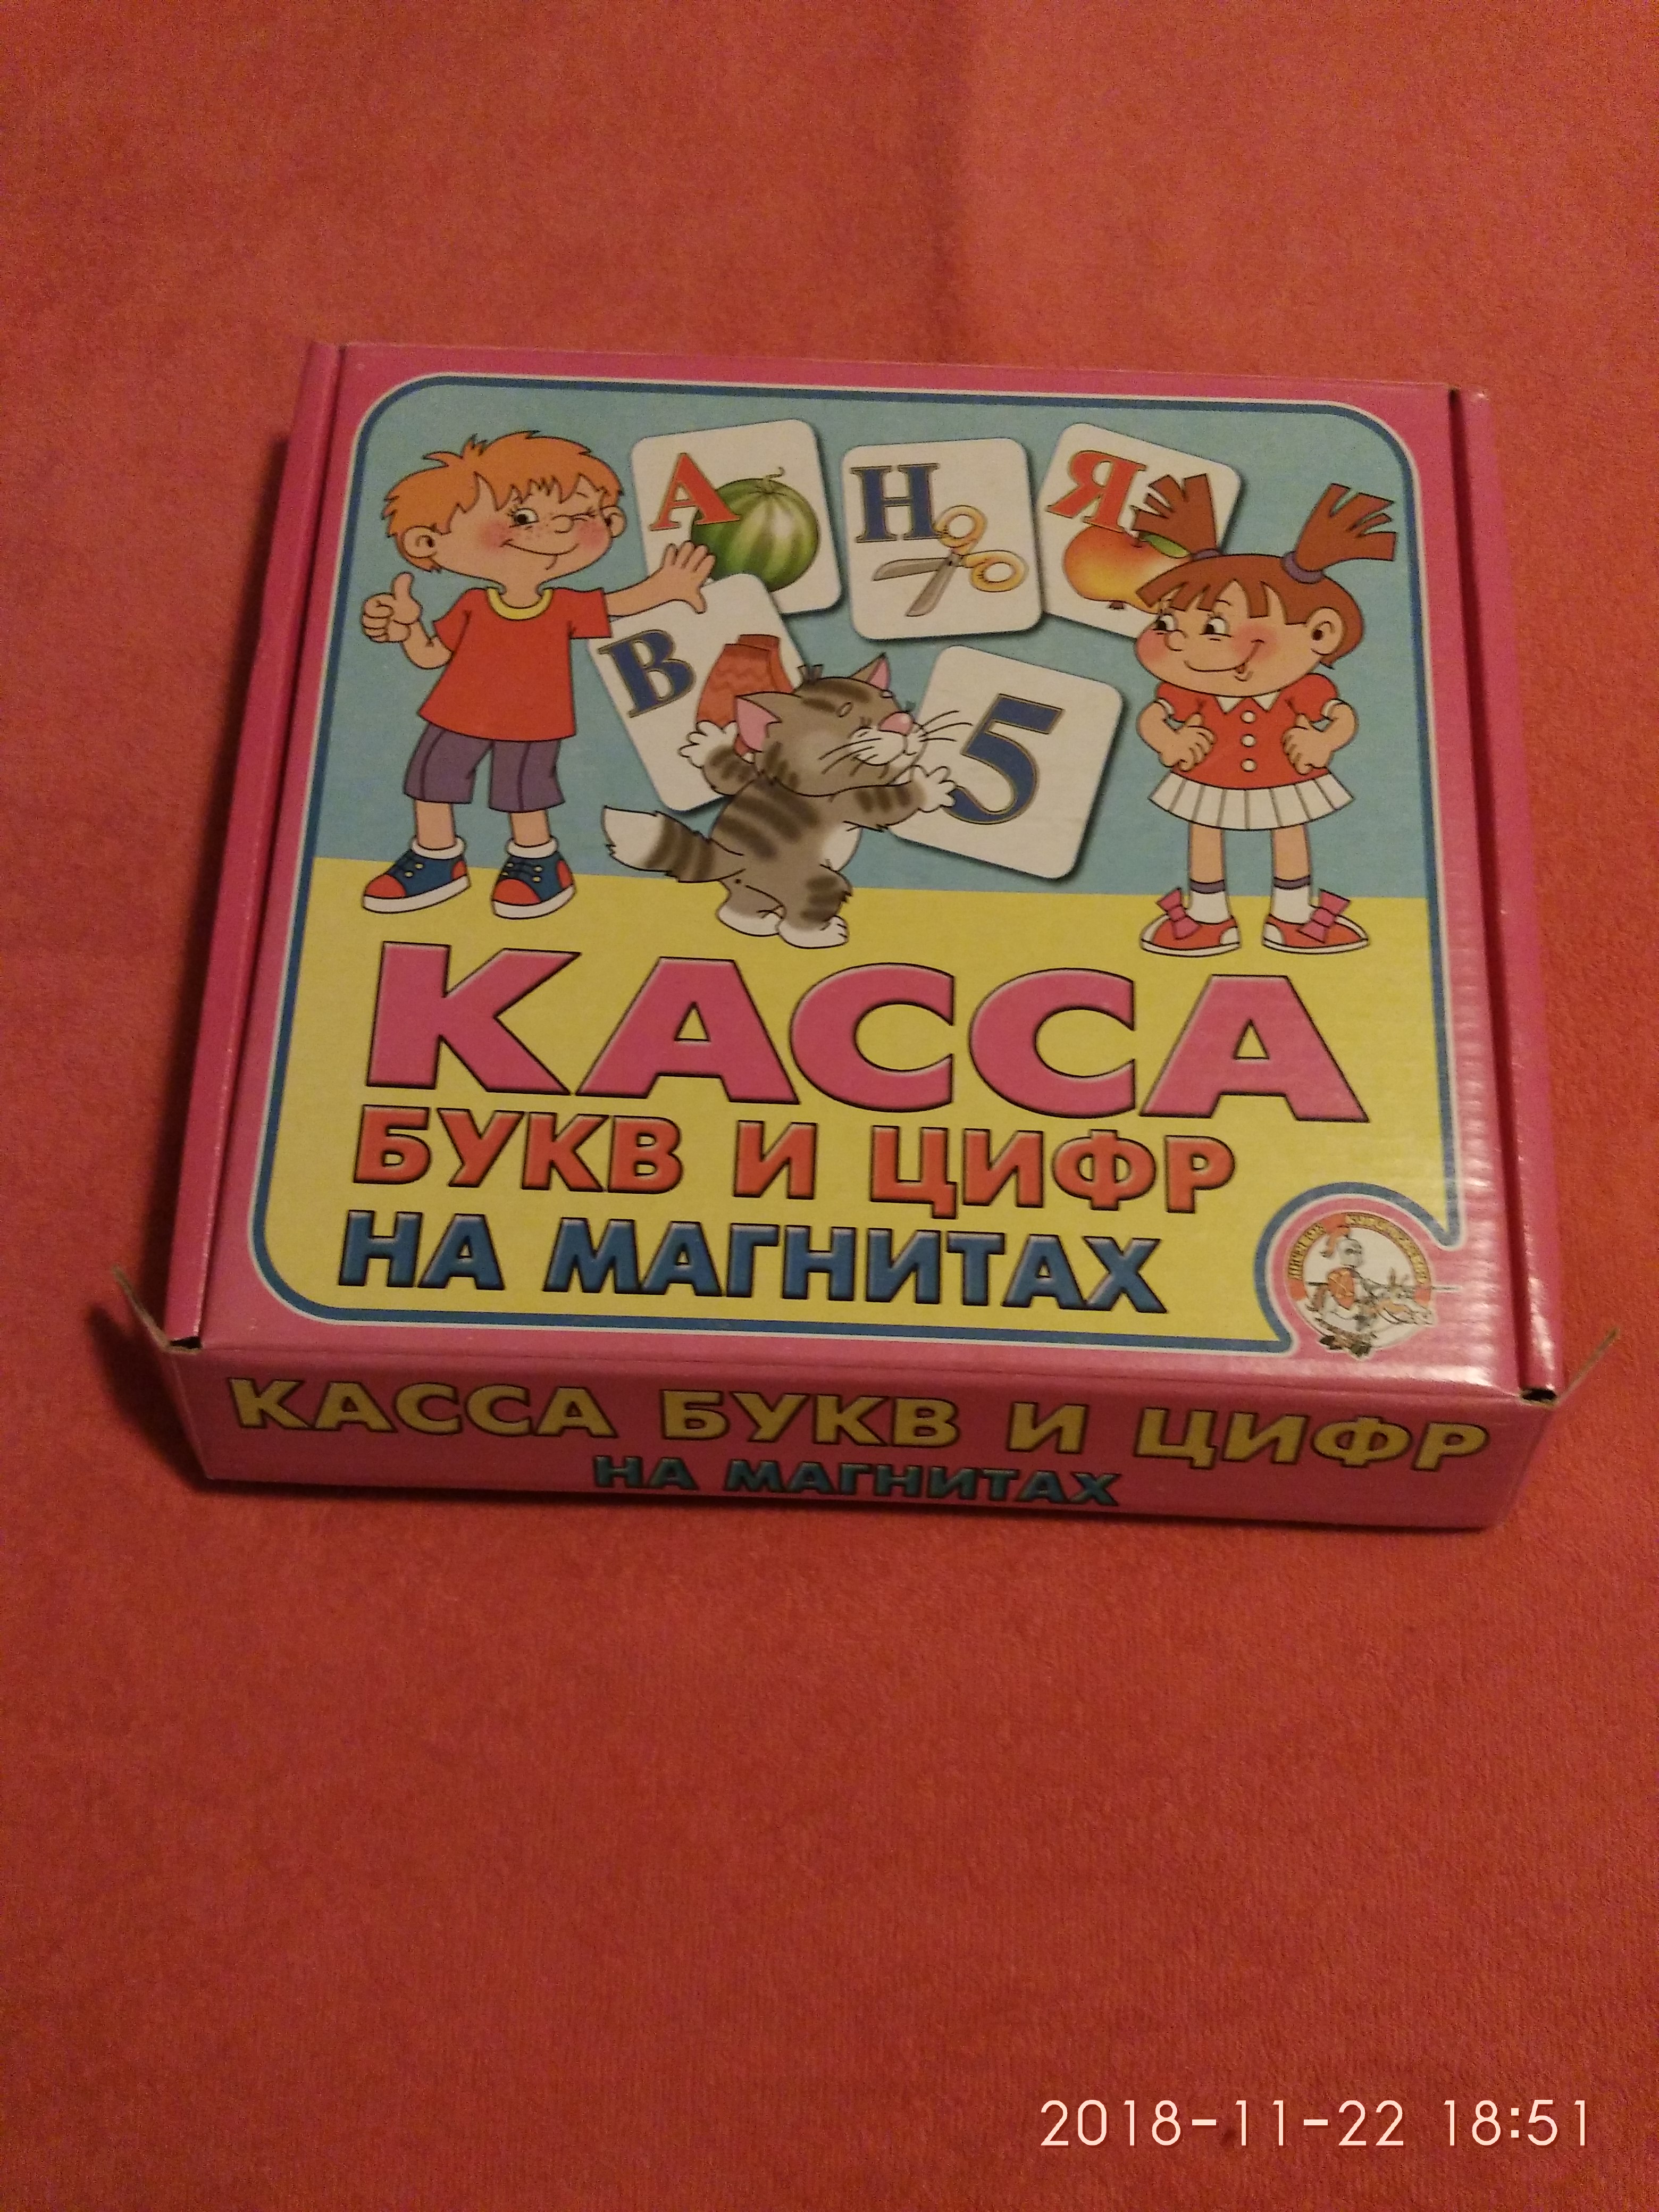 А
Н
Я
В
5
КАССА
БУКВ И ЦИФР
НА МАГНИТАХ
КАССА БУКВ И ЦИФР
НА МАГНИТАХ
2018-11-22 18:51